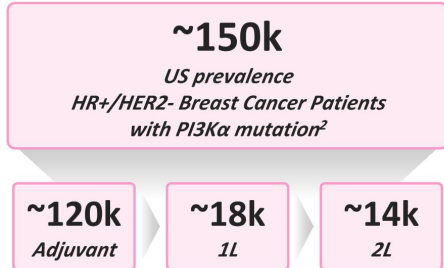 ~150k
US prevalence
HR+/HER2- Breast Cancer Patients
with PI3Kα mutation²
~120k
Adjuvant
~18k
1L
~14k
2L